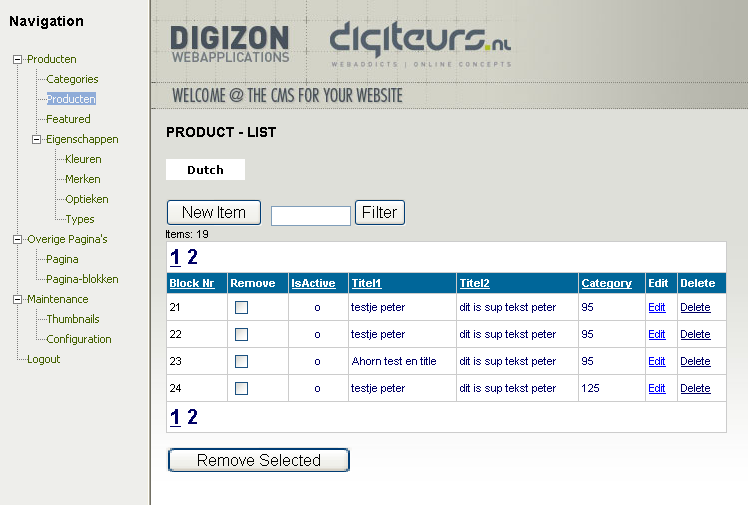 Navigation
Producten
Categories
Producten
Featured
Eigenschappen
Kleuren
Merken
Optieken
Types
Overige Pagina's
Pagina
Pagina-blokken
Maintenance
Thumbnails
Configuration
Logout
DIGIZON
WEBAPPLICATIONS
digiteurs.nl
WEBADDICTS | ONLINE CONCEPTS
WELCOME @ THE CMS FOR YOUR WEBSITE
PRODUCT - LIST
Dutch
New Item Filter
Items: 19
1 2
Block Nr Remove IsActive Titel1 Titel2 Category Edit Delete
21 o testje peter dit is sup tekst peter 95 Edit Delete
22 o testje peter dit is sup tekst peter 95 Edit Delete
23 o Ahorn test en title dit is sup tekst peter 95 Edit Delete
24 o testje peter dit is sup tekst peter 125 Edit Delete
1 2
Remove Selected